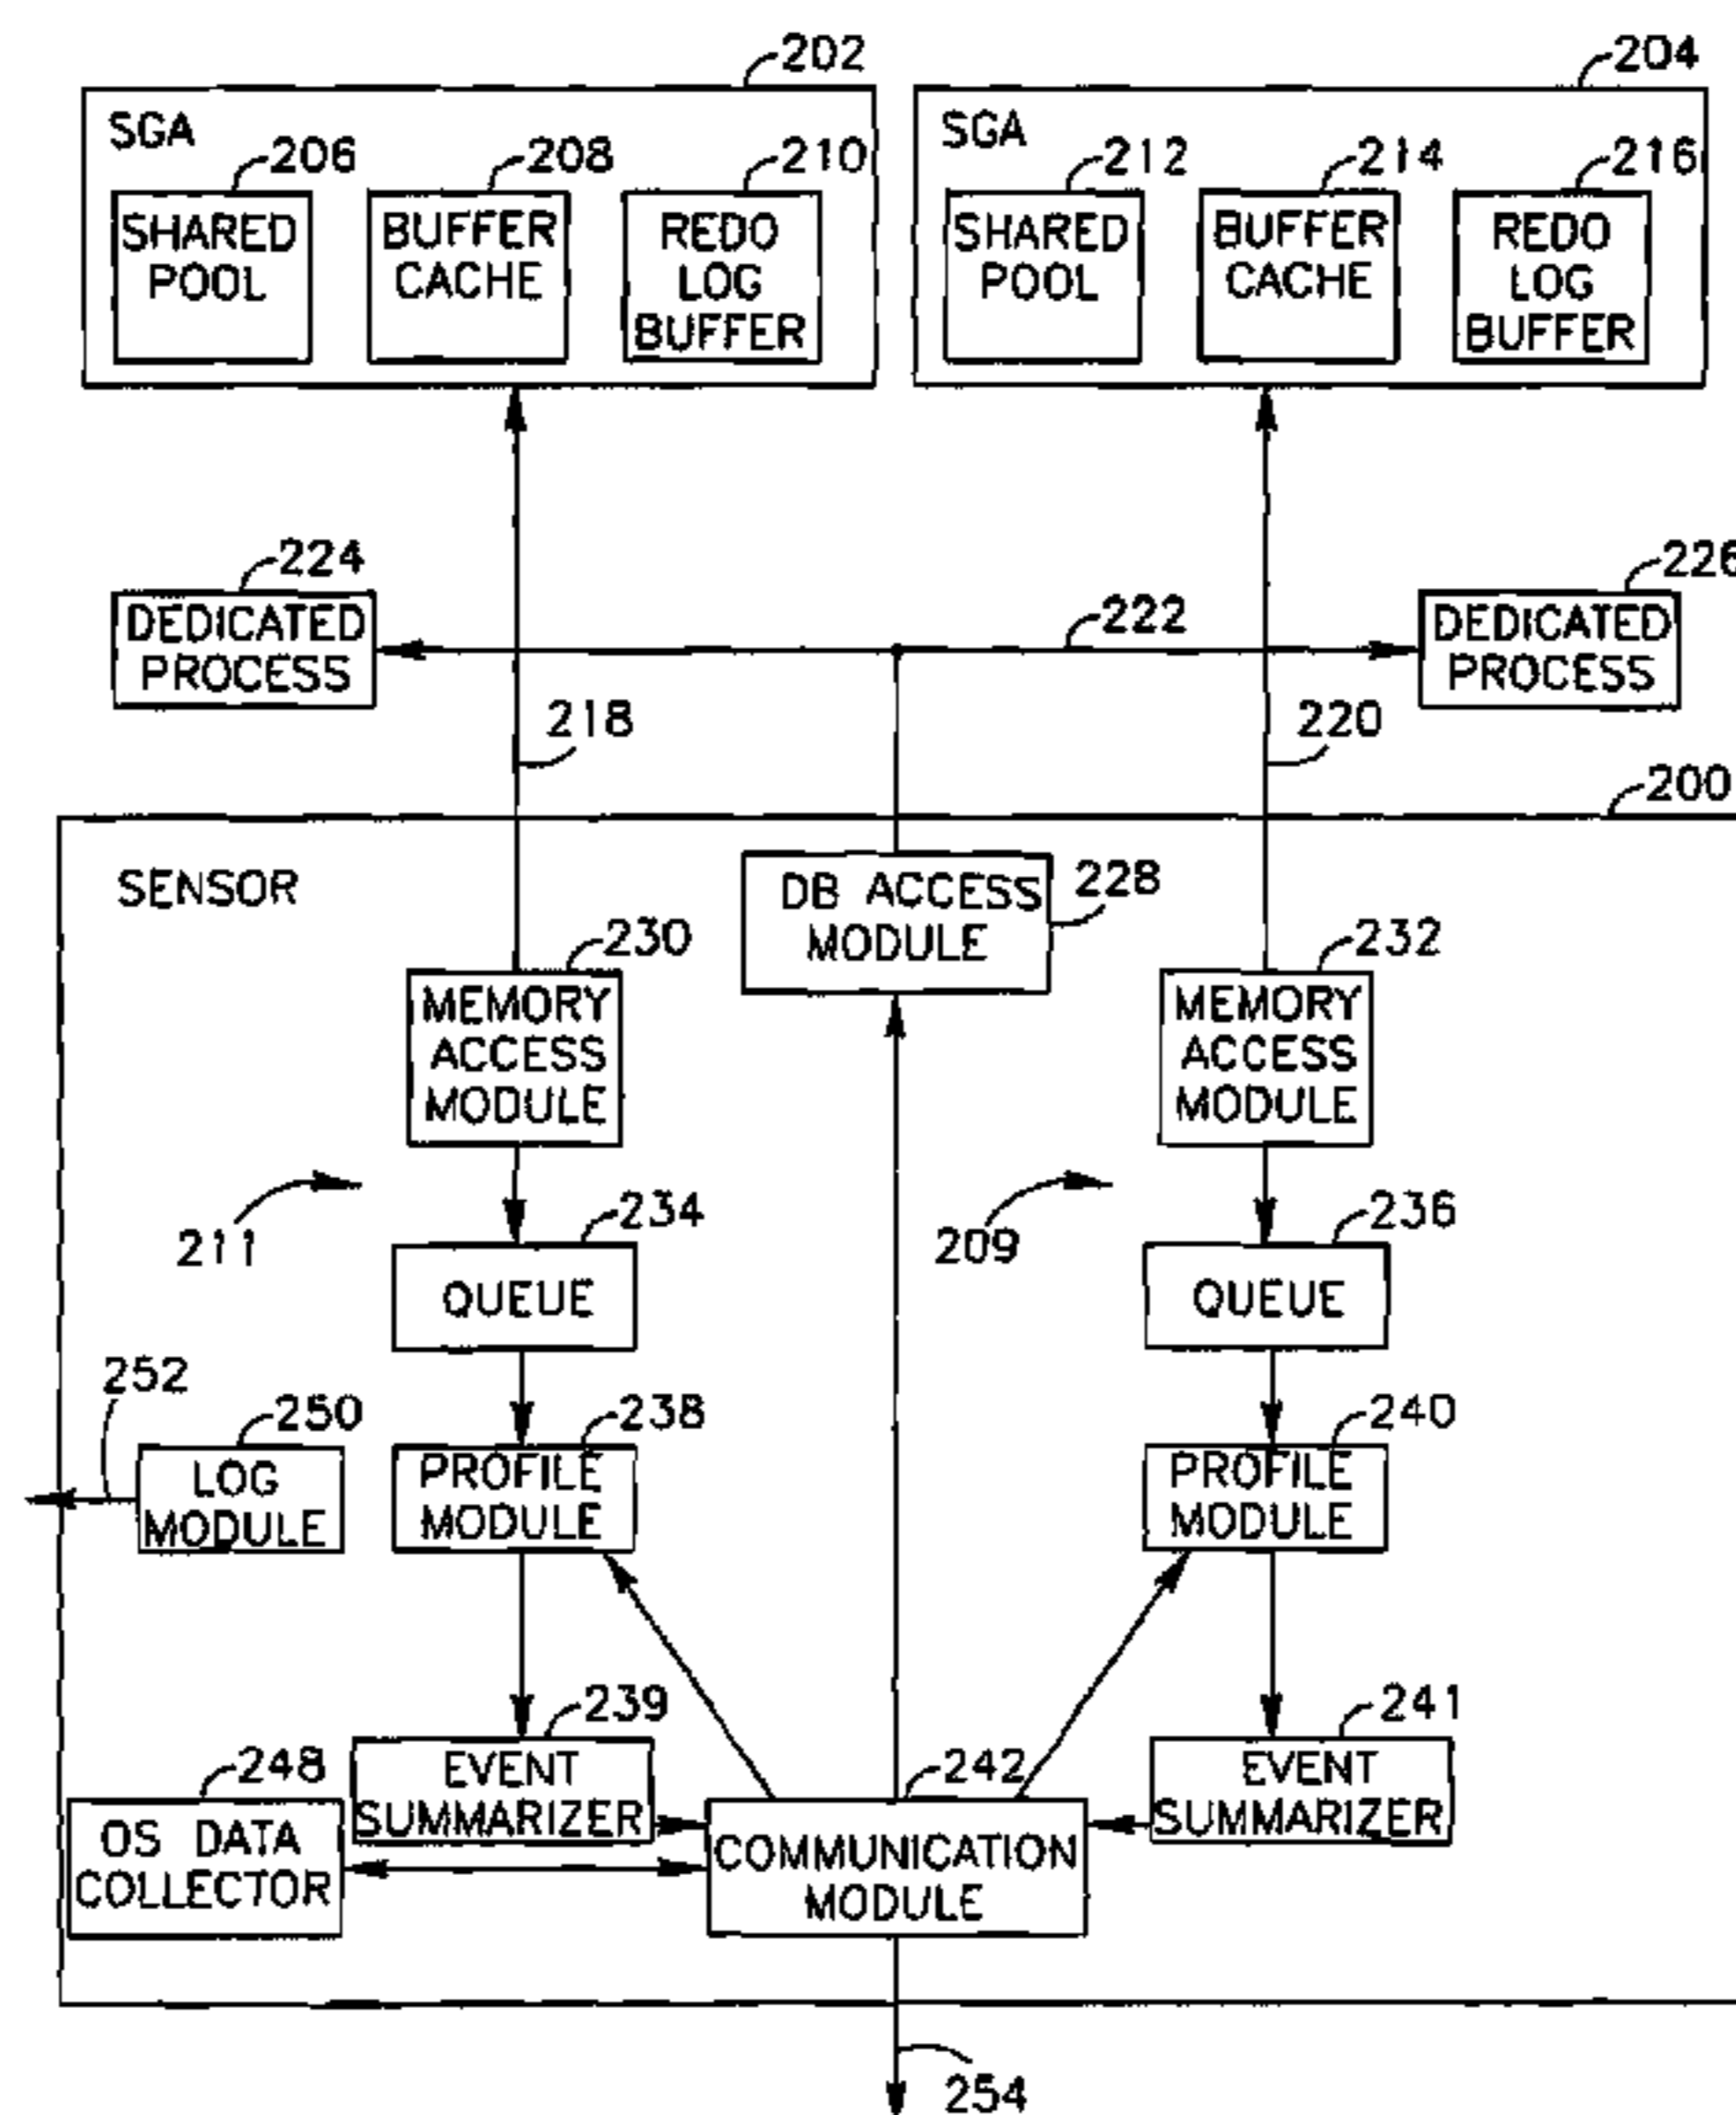 202
204
SGA
206
208
210
SHARED
POOL
BUFFER
CACHE
REDO
LOG
BUFFER
SGA
212
214
216
SHARED
POOL
BUFFER
CACHE
REDO
LOG
BUFFER
224
DEDICATED
PROCESS
222
226
DEDICATED
PROCESS
218
220
200
SENSOR
DB ACCESS
MODULE
228
230
MEMORY
ACCESS
MODULE
232
MEMORY
ACCESS
MODULE
211
209
234
QUEUE
236
QUEUE
252
250
LOG
MODULE
238
PROFILE
MODULE
240
PROFILE
MODULE
239
EVENT
SUMMARIZER
241
EVENT
SUMMARIZER
248
OS DATA
COLLECTOR
242
COMMUNICATION
MODULE
254